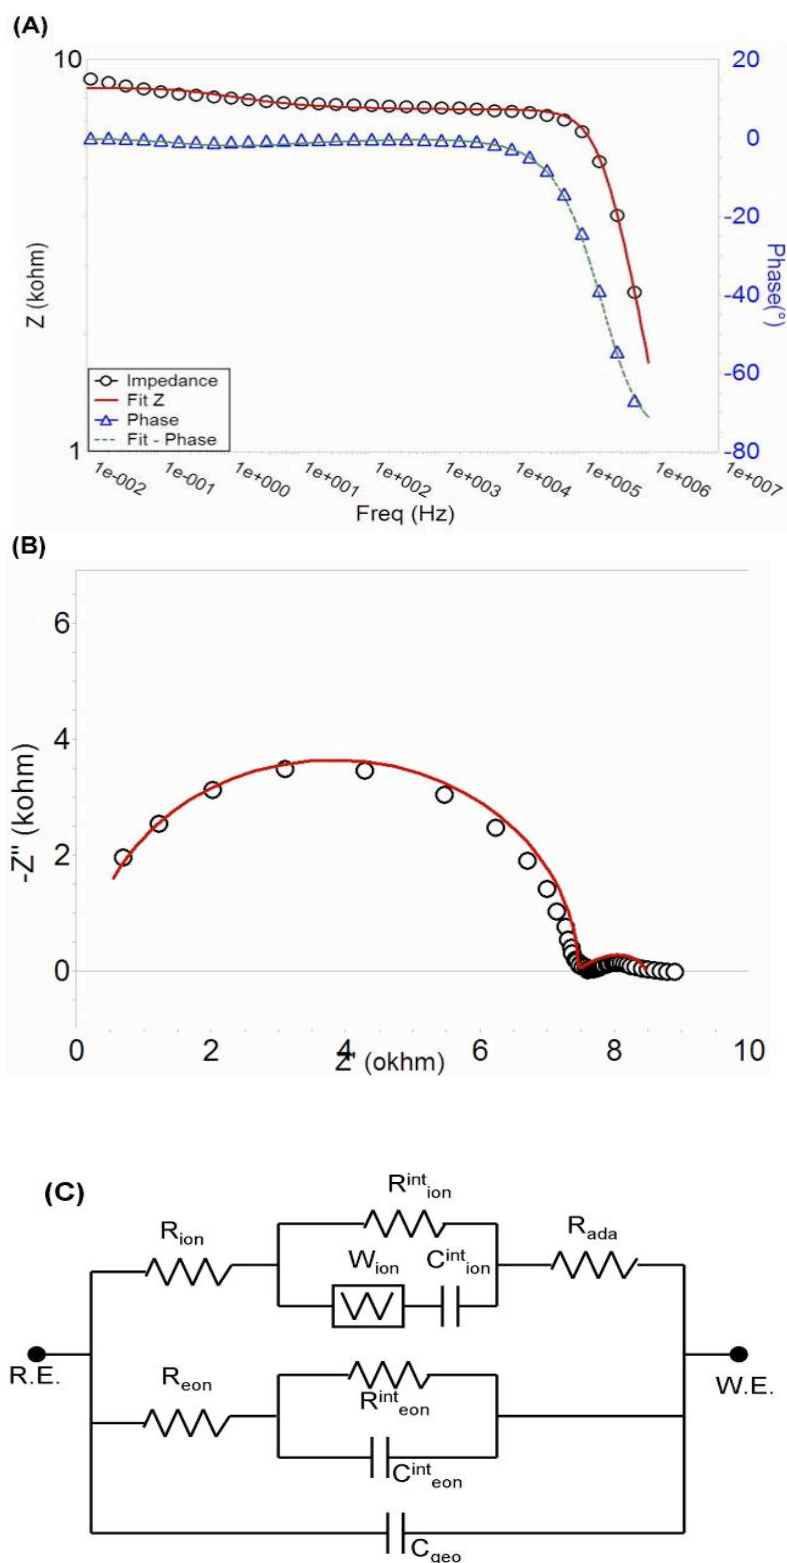 (A)
10
20
0
-20
-40
-60
-80
Z (kohm)
Phase(°)
Impedance
Fit Z
Phase
Fit - Phase
1
1e-002 1e-001 1e+000 1e+001 1e+002 1e+003 1e+004 1e+005 1e+006 1e+007
Freq (Hz)
(B)
6
4
2
0
-Z'' (kohm)
0 2 4 6 8 10
Z' (okhm)
(C)
R^int_ion
R_ion
R_ada
W_ion C^int_ion
R.E.
W.E.
R_eon
R^int_eon
C^int_eon
C_geo